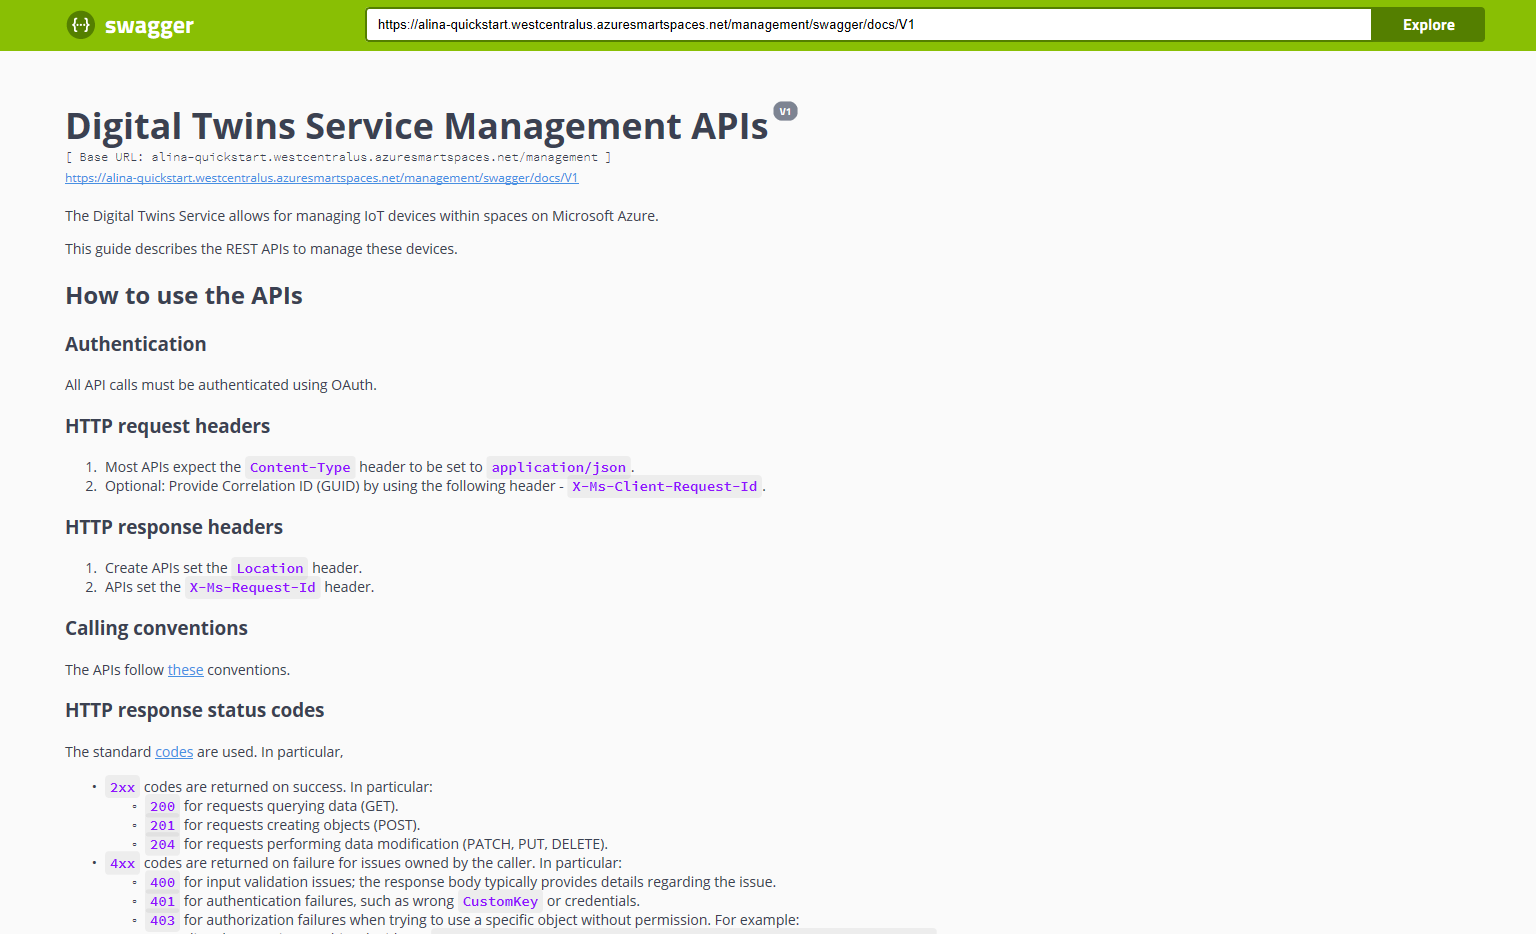 {···} swagger
https://alina-quickstart.westcentralus.azuresmartspaces.net/management/swagger/docs/V1
Explore
Digital Twins Service Management APIs V1
[ Base URL: alina-quickstart.westcentralus.azuresmartspaces.net/management ]
https://alina-quickstart.westcentralus.azuresmartspaces.net/management/swagger/docs/V1
The Digital Twins Service allows for managing IoT devices within spaces on Microsoft Azure.
This guide describes the REST APIs to manage these devices.
How to use the APIs
Authentication
All API calls must be authenticated using OAuth.
HTTP request headers
1. Most APIs expect the Content-Type header to be set to application/json.
2. Optional: Provide Correlation ID (GUID) by using the following header - X-Ms-Client-Request-Id.
HTTP response headers
1. Create APIs set the Location header.
2. APIs set the X-Ms-Request-Id header.
Calling conventions
The APIs follow these conventions.
HTTP response status codes
The standard codes are used. In particular,
• 2xx codes are returned on success. In particular:
◦ 200 for requests querying data (GET).
◦ 201 for requests creating objects (POST).
◦ 204 for requests performing data modification (PATCH, PUT, DELETE).
• 4xx codes are returned on failure for issues owned by the caller. In particular:
◦ 400 for input validation issues; the response body typically provides details regarding the issue.
◦ 401 for authentication failures, such as wrong CustomKey or credentials.
◦ 403 for authorization failures when trying to use a specific object without permission. For example: